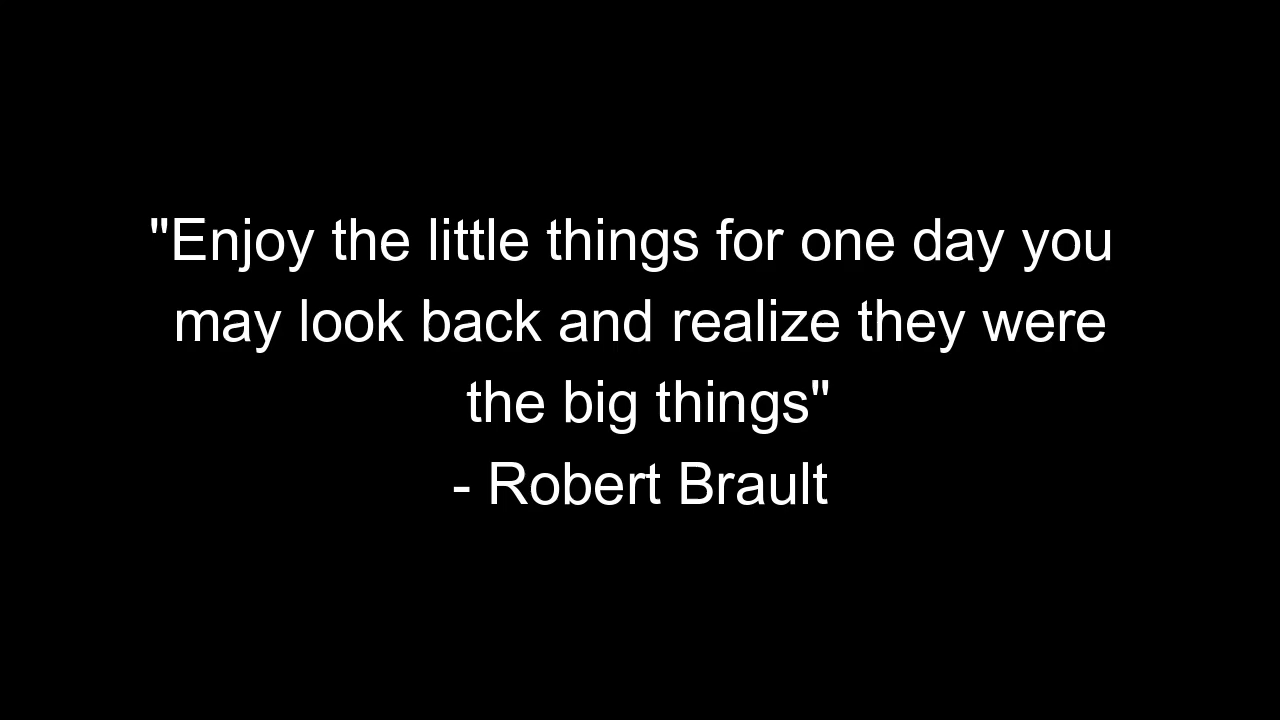 "Enjoy the little things for one day you
may look back and realize they were
the big things"
- Robert Brault